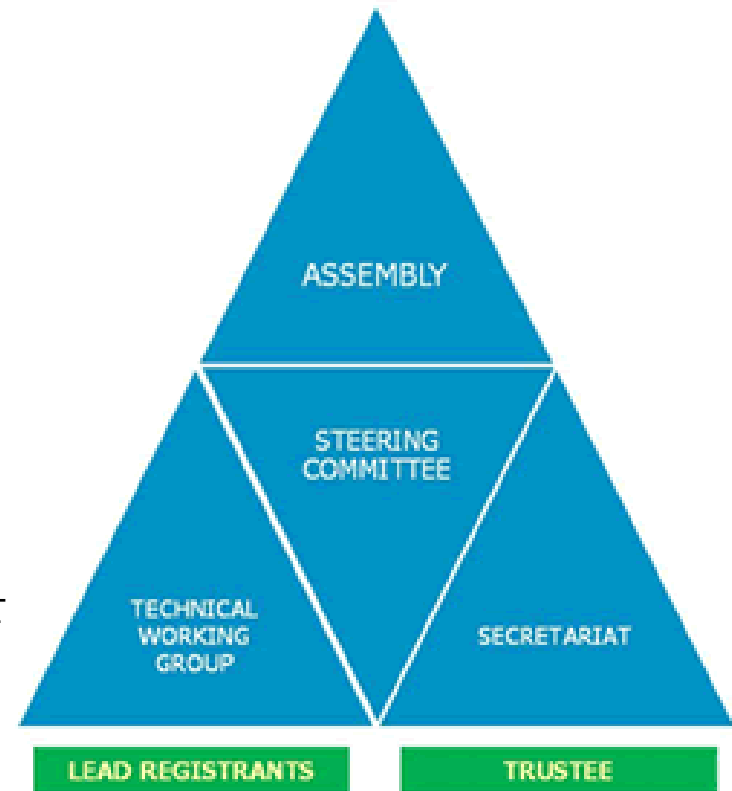 ASSEMBLY
STEERING
COMMITTEE
TECHNICAL
WORKING
GROUP
SECRETARIAT
LEAD REGISTRANTS
TRUSTEE